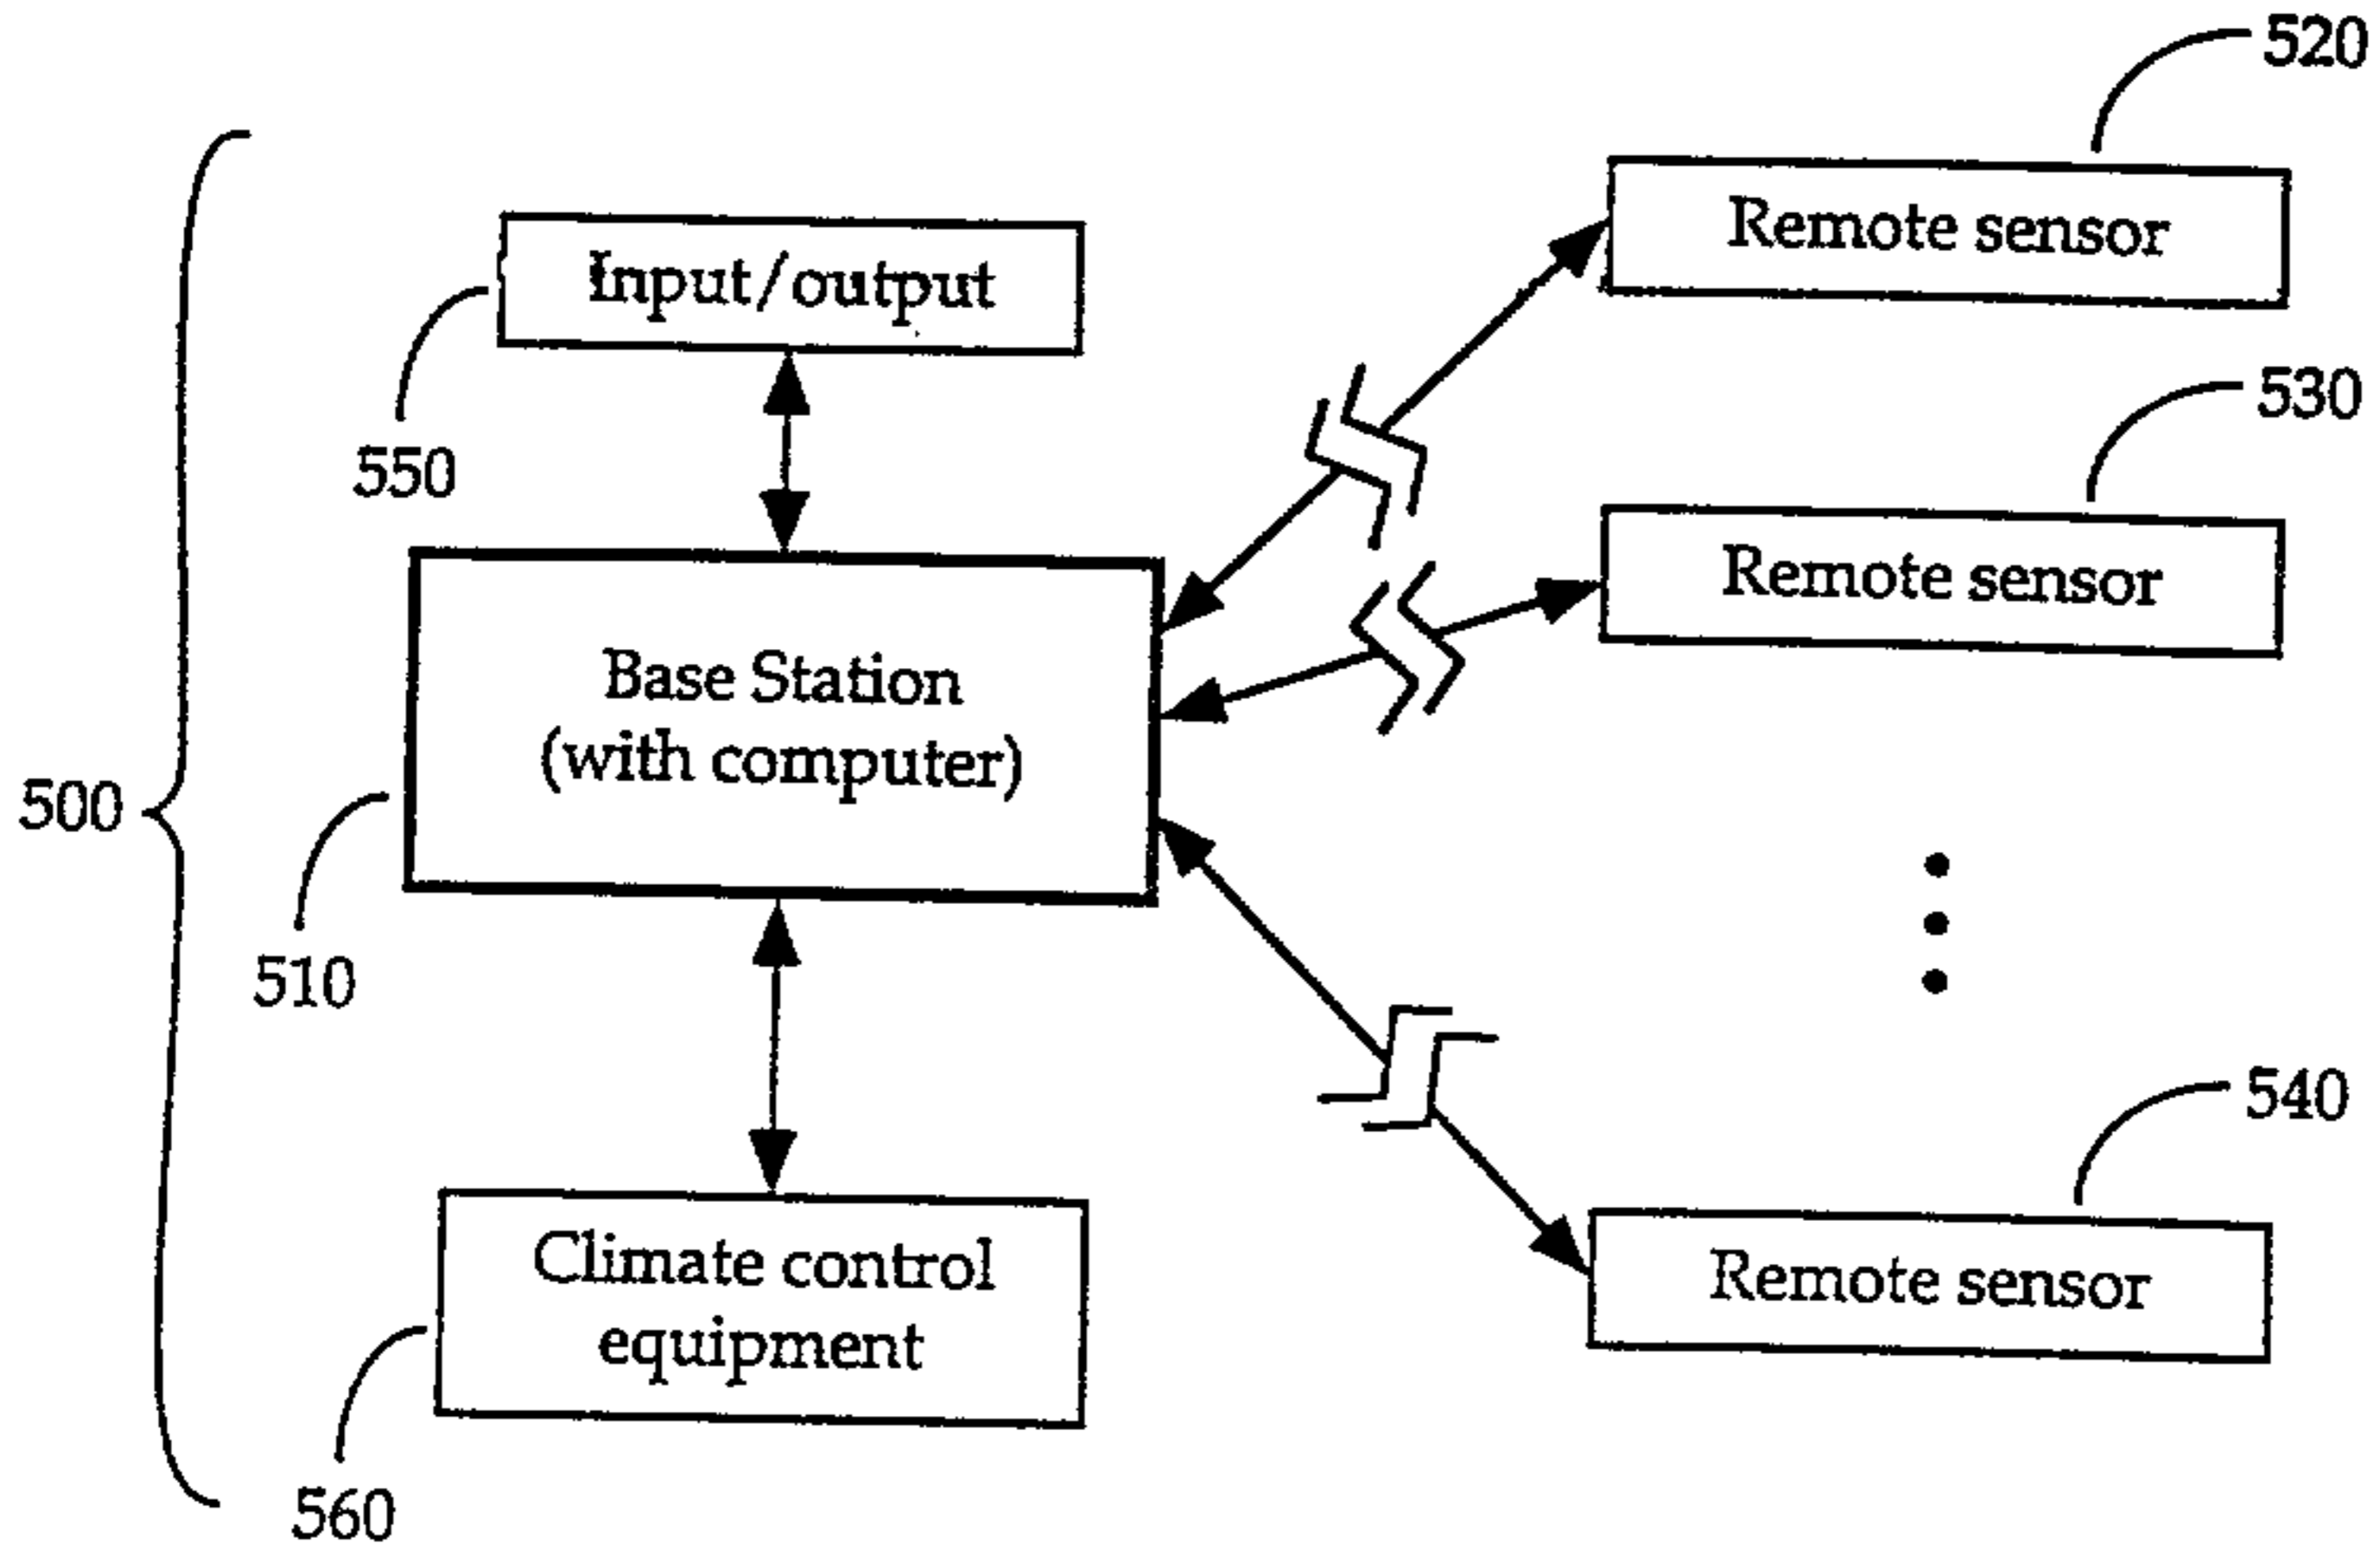 520
Remote sensor
Input/output
530
550
Remote sensor
Base Station
(with computer)
500
510
540
Climate control
equipment
Remote sensor
560